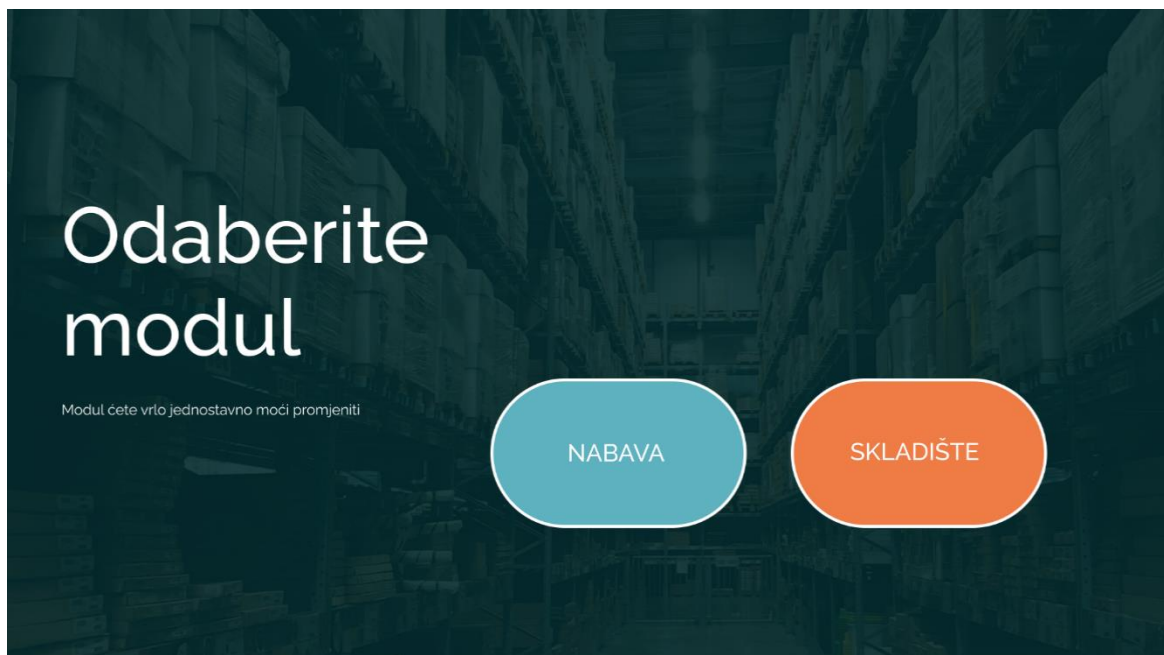 Odaberite
modul
Modul ćete vrlo jednostavno moći promjeniti
NABAVA
SKLADIŠTE